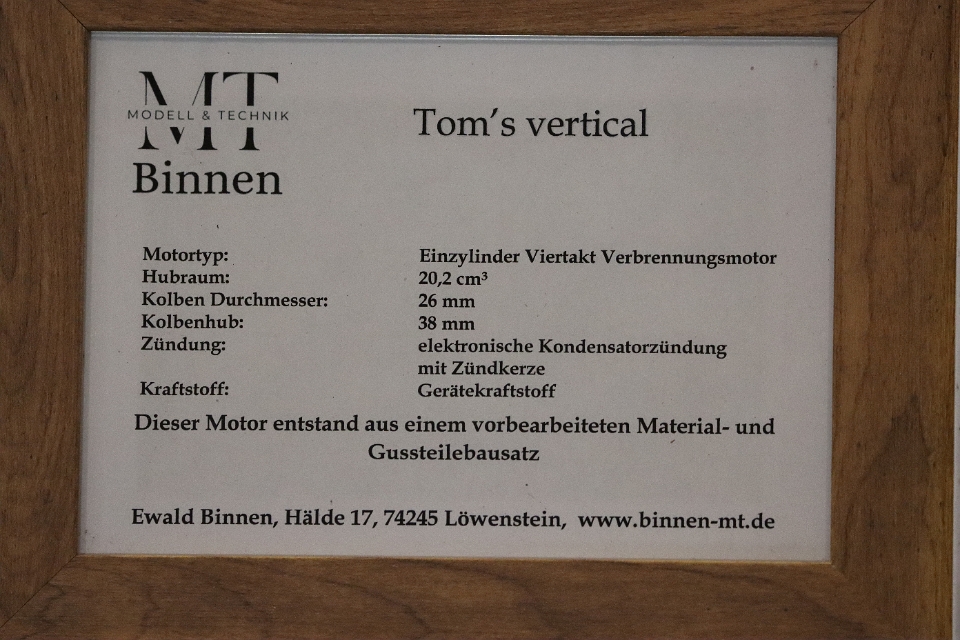 MT
MODELL & TECHNIK
Binnen
Tom's vertical
Motortyp: Einzylinder Viertakt Verbrennungsmotor
Hubraum: 20,2 cm³
Kolben Durchmesser: 26 mm
Kolbenhub: 38 mm
Zündung: elektronische Kondensatorzündung
mit Zündkerze
Kraftstoff: Gerätekraftstoff
Dieser Motor entstand aus einem vorbearbeiteten Material- und
Gussteilebausatz
Ewald Binnen, Hälde 17, 74245 Löwenstein, www.binnen-mt.de